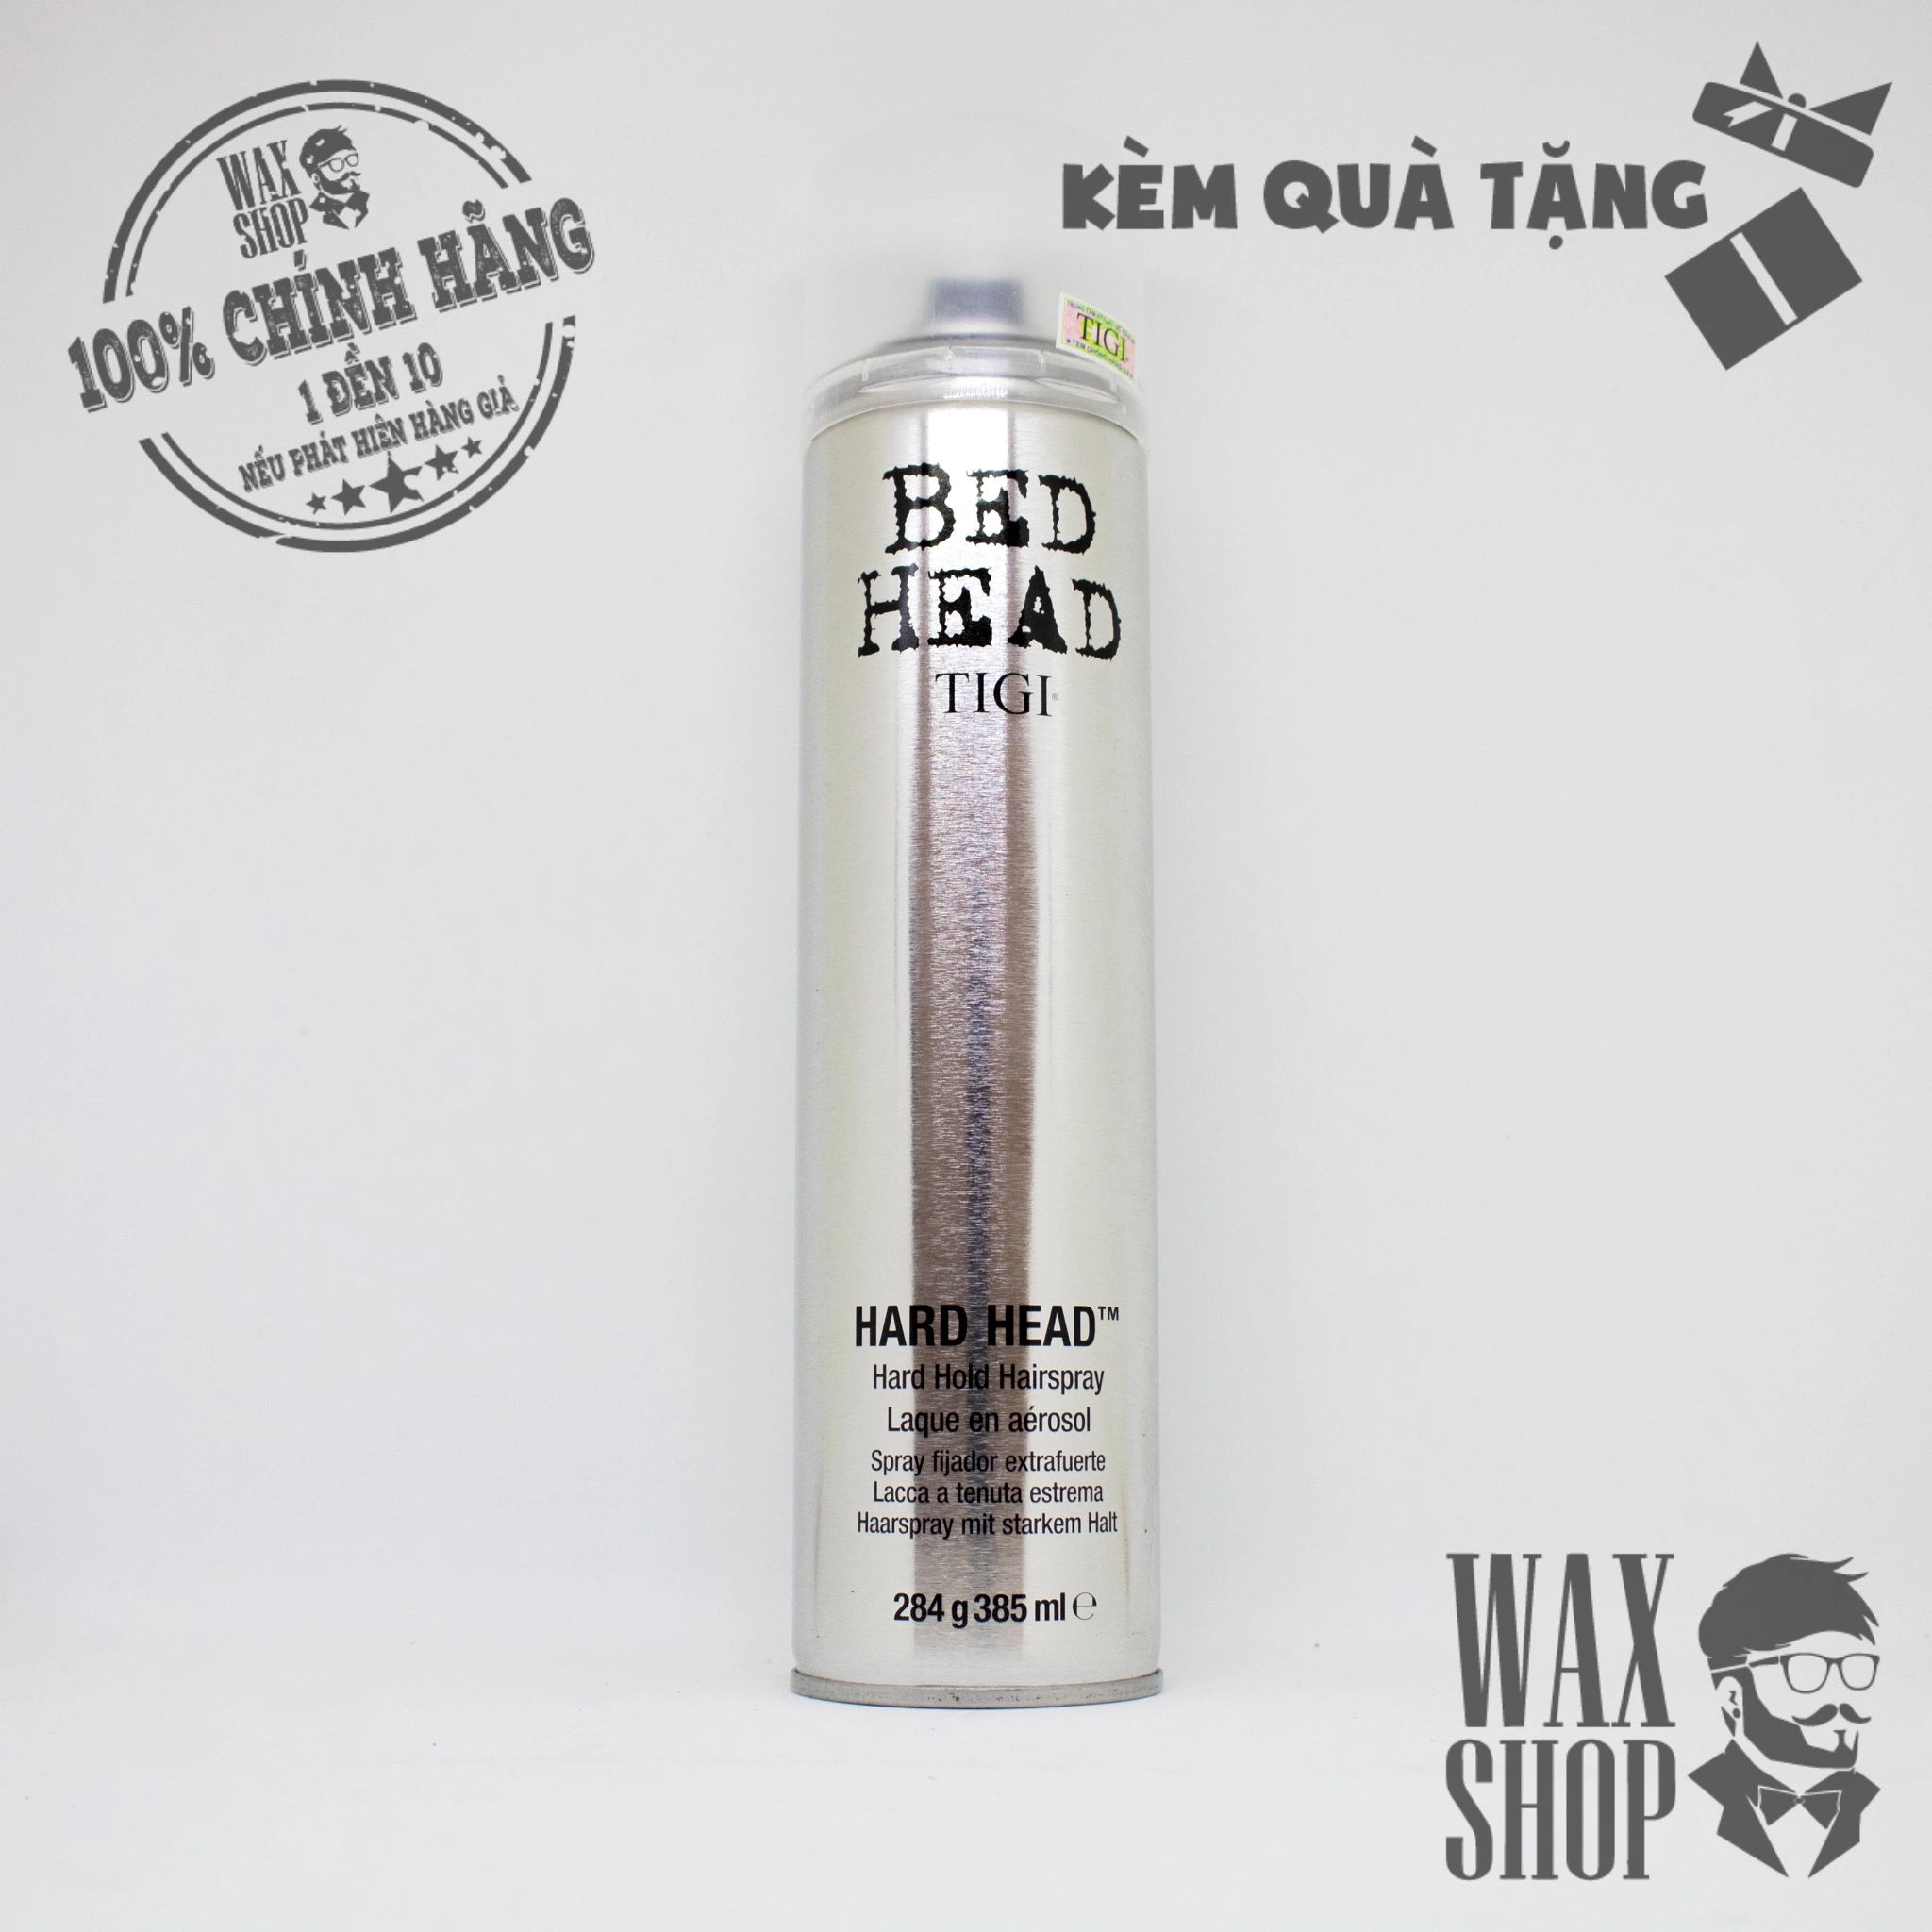 WAX
SHOP
100% CHÍNH HÃNG
1 ĐỀN 10
NẾU PHÁT HIỆN HÀNG GIẢ
KÈM QUÀ TẶNG
TIGI
BED
HEAD
TIGI®
HARD HEAD™
Hard Hold Hairspray
Laque en aérosol
Spray fijador extrafuerte
Lacca a tenuta estrema
Haarspray mit starkem Halt
284 g 385 ml ℮
WAX
SHOP